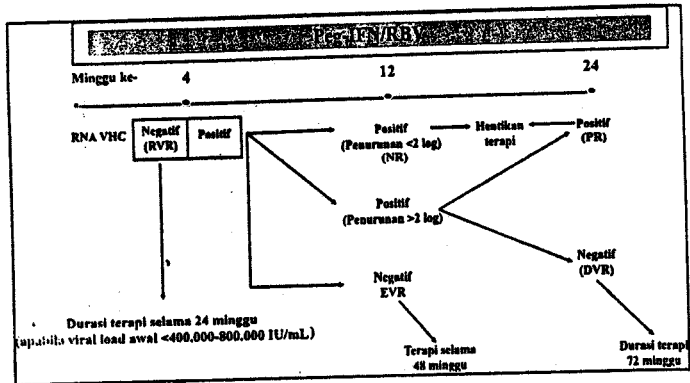 Peg-IFN/RBV
Minggu ke- 4 12 24
RNA VHC
Negatif
(RVR)
Positif
Positif
(Penurunan <2 log)
(NR)
Hentikan
terapi
Positif
(PR)
Positif
(Penurunan >2 log)
Negatif
(DVR)
Negatif
EVR
Durasi terapi selama 24 minggu
(apabila viral load awal <400.000-800.000 IU/mL)
Terapi selama
48 minggu
Durasi terapi
72 minggu